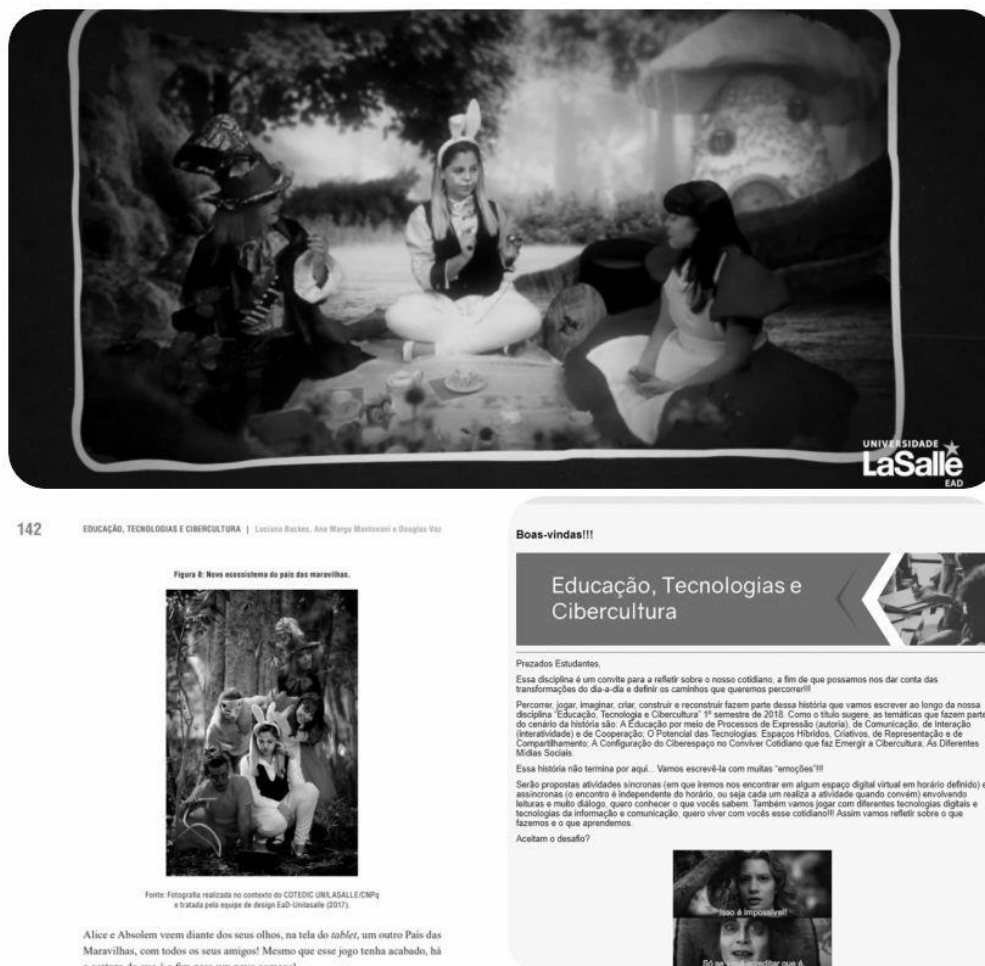 UNIVERSIDADE
LaSalle
EAD
142
EDUCAÇÃO, TECNOLOGIAS E CIBERCULTURA | Luciana Backes, Ana Margo Mantovani e Douglas Vaz
Figura 8: Novo ecossistema do país das maravilhas.
Fonte: Fotografia realizada no contexto do COTEDIC UNILASALLE/CNPq
e tratada pela equipe de design EaD-Unilasalle (2017).
Alice e Absolem veem diante dos seus olhos, na tela do tablet, um outro País das
Maravilhas, com todos os seus amigos! Mesmo que esse jogo tenha acabado, há
Boas-vindas!!!
Educação, Tecnologias e
Cibercultura
Prezados Estudantes,
Essa disciplina é um convite para a refletir sobre o nosso cotidiano, a fim de que possamos nos dar conta das
transformações do dia-a-dia e definir os caminhos que queremos percorrer!!!
Percorrer, jogar, imaginar, criar, construir e reconstruir fazem parte dessa história que vamos escrever ao longo da nossa
disciplina "Educação, Tecnologia e Cibercultura" 1º semestre de 2018. Como o título sugere, as temáticas que fazem parte
do cenário da história são: A Educação por meio de Processos de Expressão (autoria), de Comunicação, de Interação
(interatividade) e de Cooperação; O Potencial das Tecnologias: Espaços Híbridos, Criativos, de Representação e de
Compartilhamento; A Configuração do Ciberespaço no Conviver Cotidiano que faz Emergir a Cibercultura; As Diferentes
Mídias Sociais.
Essa história não termina por aqui... Vamos escrevê-la com muitas "emoções"!!!
Serão propostas atividades síncronas (em que iremos nos encontrar em algum espaço digital virtual em horário definido) e
assíncronas (o encontro é independente do horário, ou seja cada um realiza a atividade quando convém) envolvendo
leituras e muito diálogo, quero conhecer o que vocês sabem. Também vamos jogar com diferentes tecnologias digitais e
tecnologias da informação e comunicação, quero viver com vocês esse cotidiano!!! Assim vamos refletir sobre o que
fazemos e o que aprendemos.
Aceitam o desafio?
Isso é impossível!
Só se você acreditar que é.